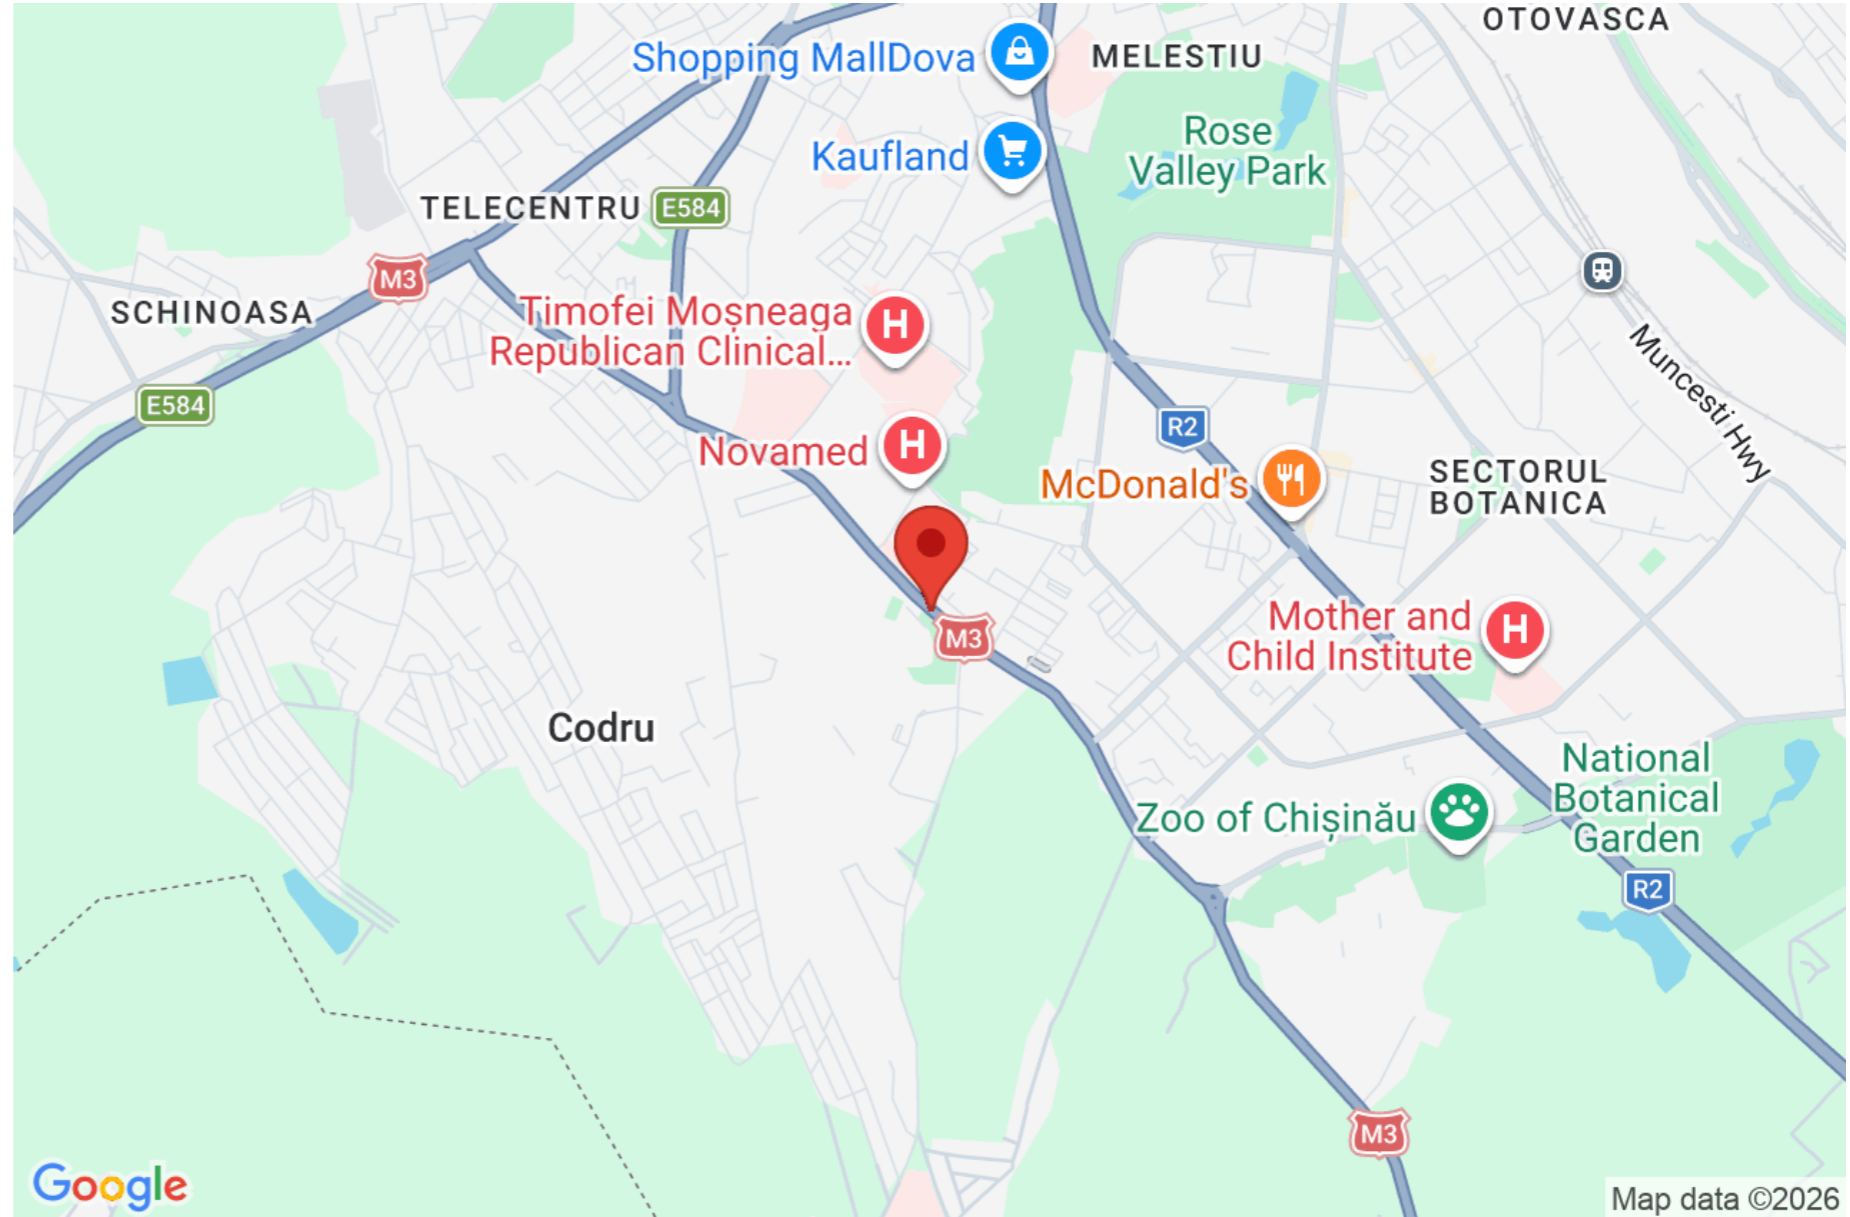 OTOVASCA
Shopping MallDova
MELESTIU
Rose
Valley Park
Kaufland
TELECENTRU
E584
M3
SCHINOASA
Timofei Moșneaga
Republican Clinical...
H
Muncesti Hwy
E584
R2
Novamed
H
McDonald's
SECTORUL
BOTANICA
M3
Mother and
Child Institute
H
Codru
National
Botanical
Garden
Zoo of Chișinău
R2
M3
Google
Map data ©2026